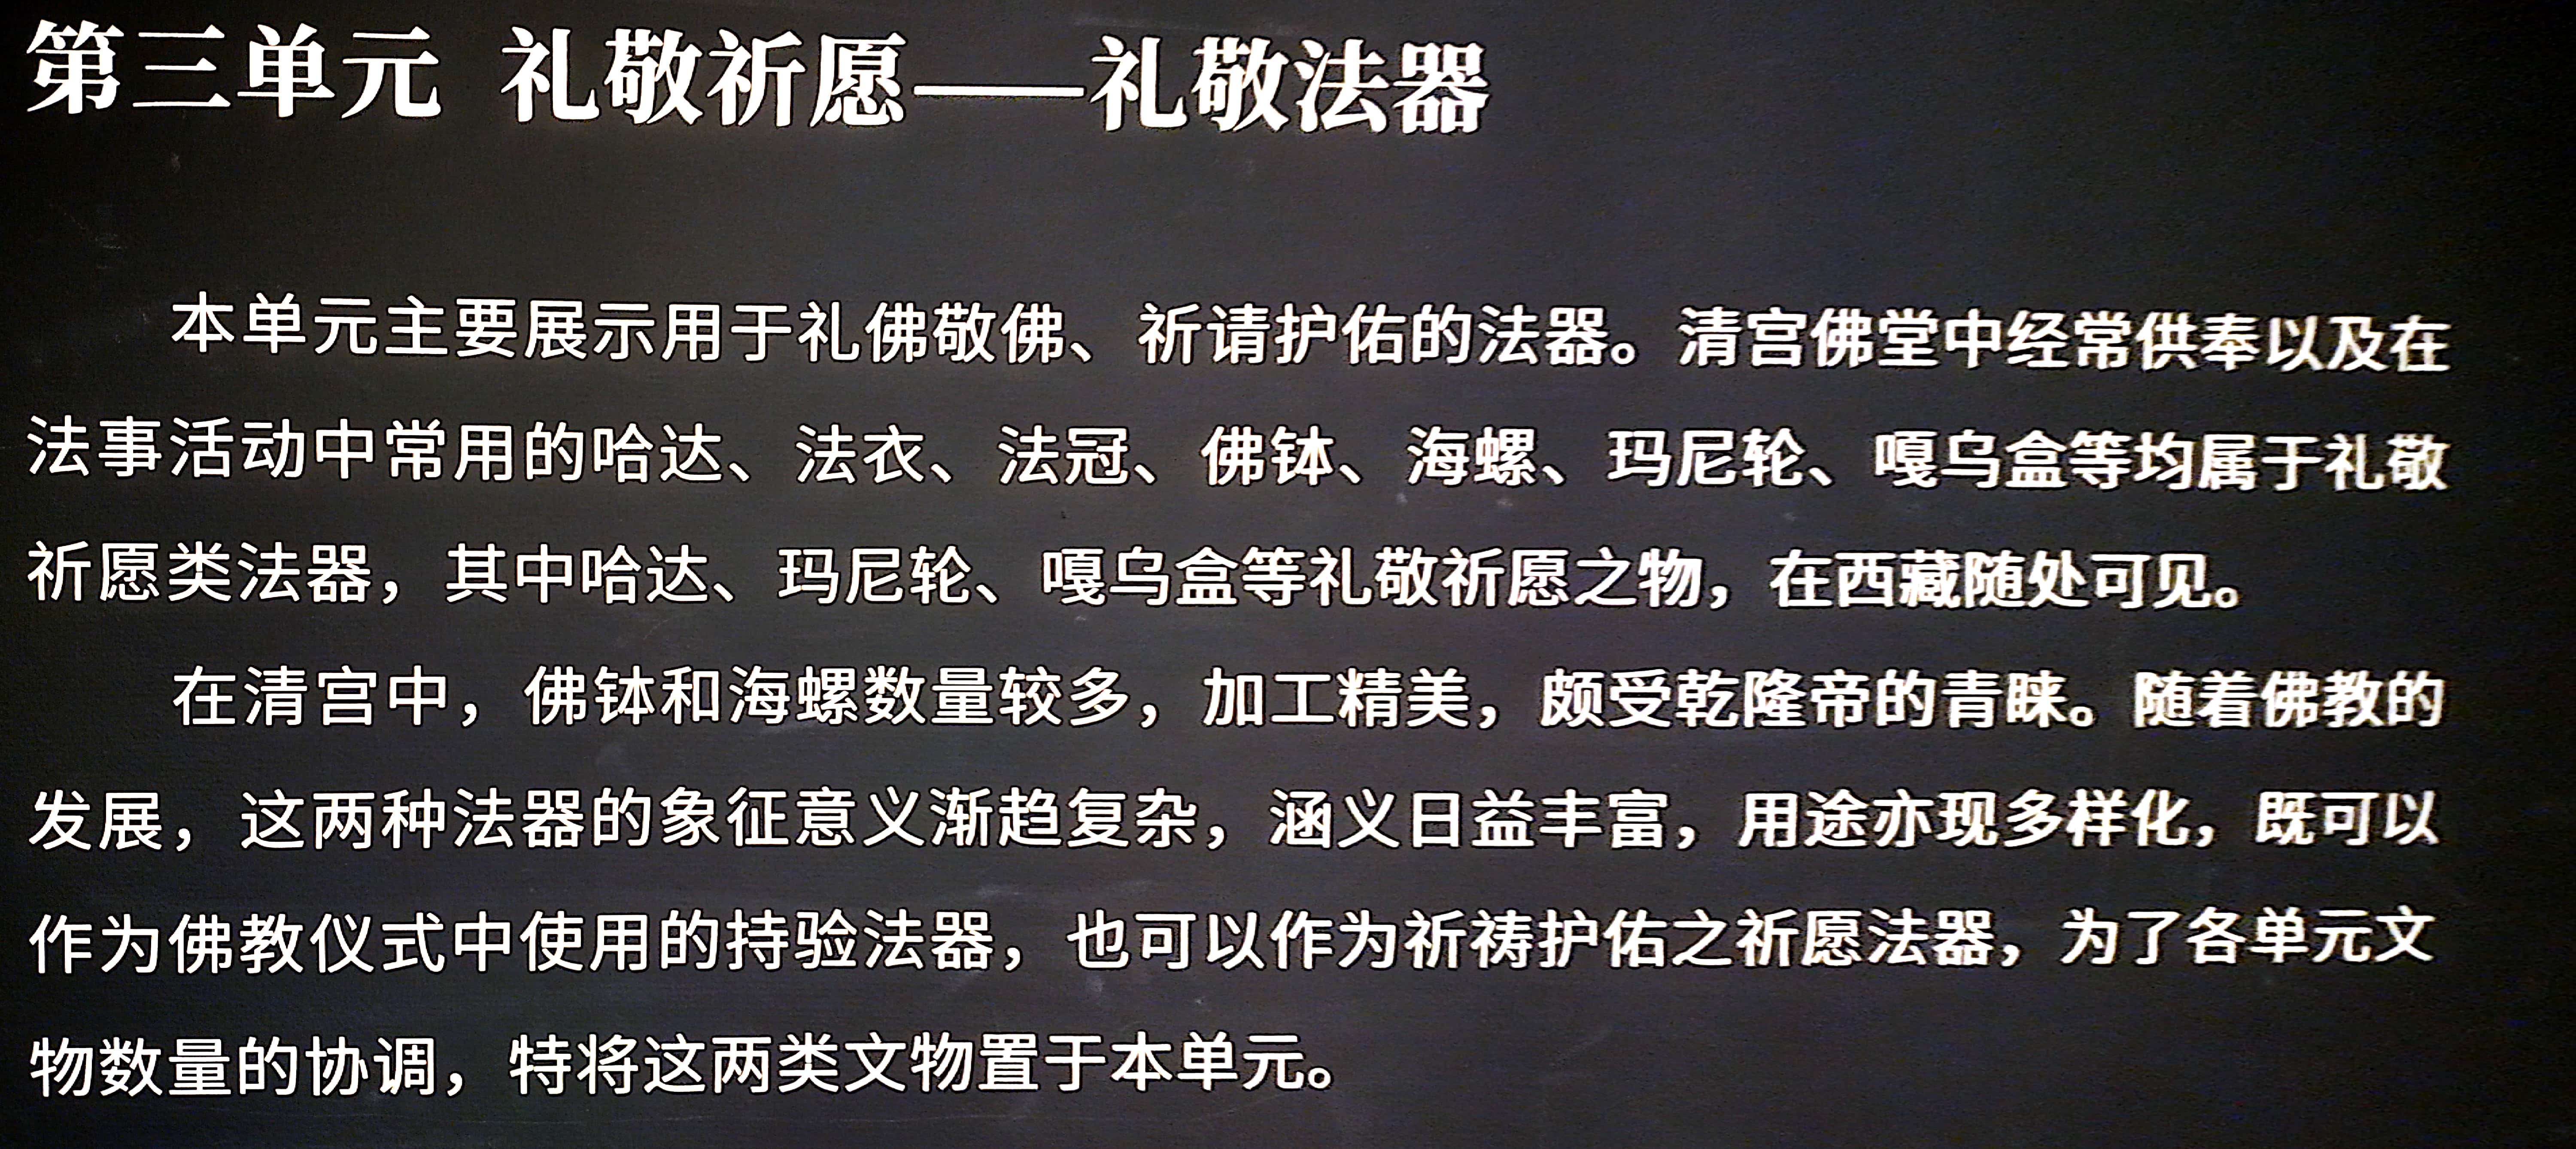 第三单元 礼敬祈愿——礼敬法器
本单元主要展示用于礼佛敬佛、祈请护佑的法器。清宫佛堂中经常供奉以及在
法事活动中常用的哈达、法衣、法冠、佛钵、海螺、玛尼轮、嘎乌盒等均属于礼敬
祈愿类法器，其中哈达、玛尼轮、嘎乌盒等礼敬祈愿之物，在西藏随处可见。
在清宫中，佛钵和海螺数量较多，加工精美，颇受乾隆帝的青睐。随着佛教的
发展，这两种法器的象征意义渐趋复杂，涵义日益丰富，用途亦现多样化，既可以
作为佛教仪式中使用的持验法器，也可以作为祈祷护佑之祈愿法器，为了各单元文
物数量的协调，特将这两类文物置于本单元。